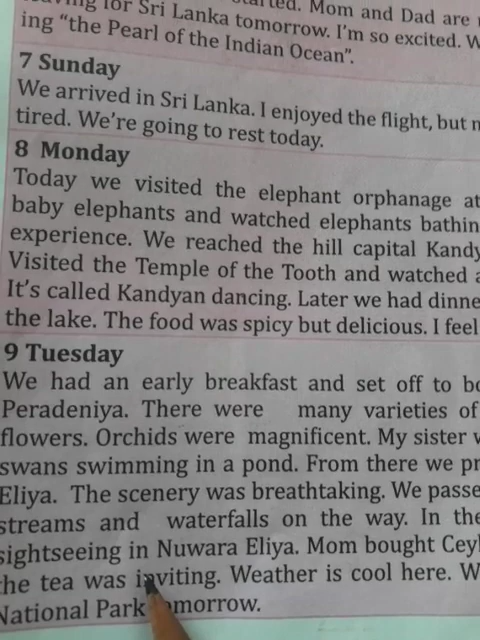 for Sri Lanka tomorrow. I'm so excited.
ing "the Pearl of the Indian Ocean".
7 Sunday
We arrived in Sri Lanka. I enjoyed the flight, but
tired. We're going to rest today.
8 Monday
Today we visited the elephant orphanage at
baby elephants and watched elephants bathin
experience. We reached the hill capital Kandy
Visited the Temple of the Tooth and watched a
It's called Kandyan dancing. Later we had dinne
the lake. The food was spicy but delicious. I feel
9 Tuesday
We had an early breakfast and set off to bo
Peradeniya. There were many varieties of
flowers. Orchids were magnificent. My sister
swans swimming in a pond. From there we pr
Eliya. The scenery was breathtaking. We passe
streams and waterfalls on the way. In the
sightseeing in Nuwara Eliya. Mom bought Ceyl
he tea was inviting. Weather is cool here. W
National Park omorrow.